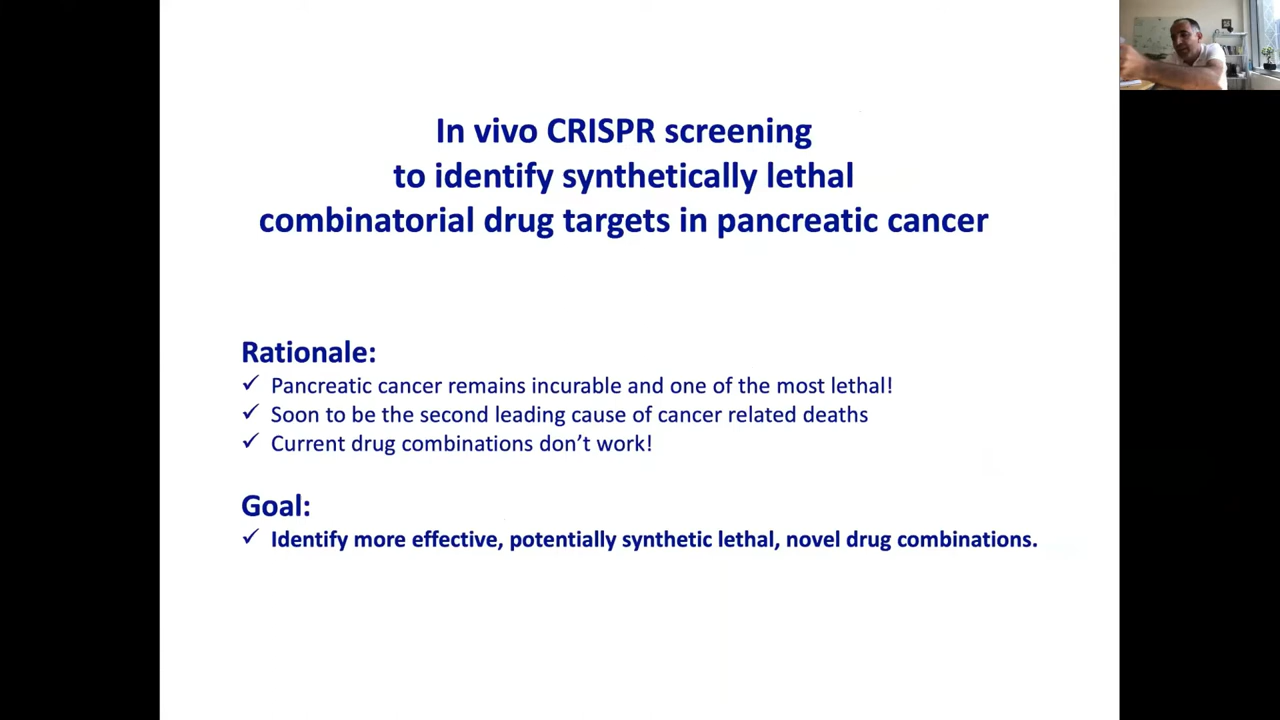 In vivo CRISPR screening
to identify synthetically lethal
combinatorial drug targets in pancreatic cancer
Rationale:
✓ Pancreatic cancer remains incurable and one of the most lethal!
✓ Soon to be the second leading cause of cancer related deaths
✓ Current drug combinations don’t work!
Goal:
✓ Identify more effective, potentially synthetic lethal, novel drug combinations.